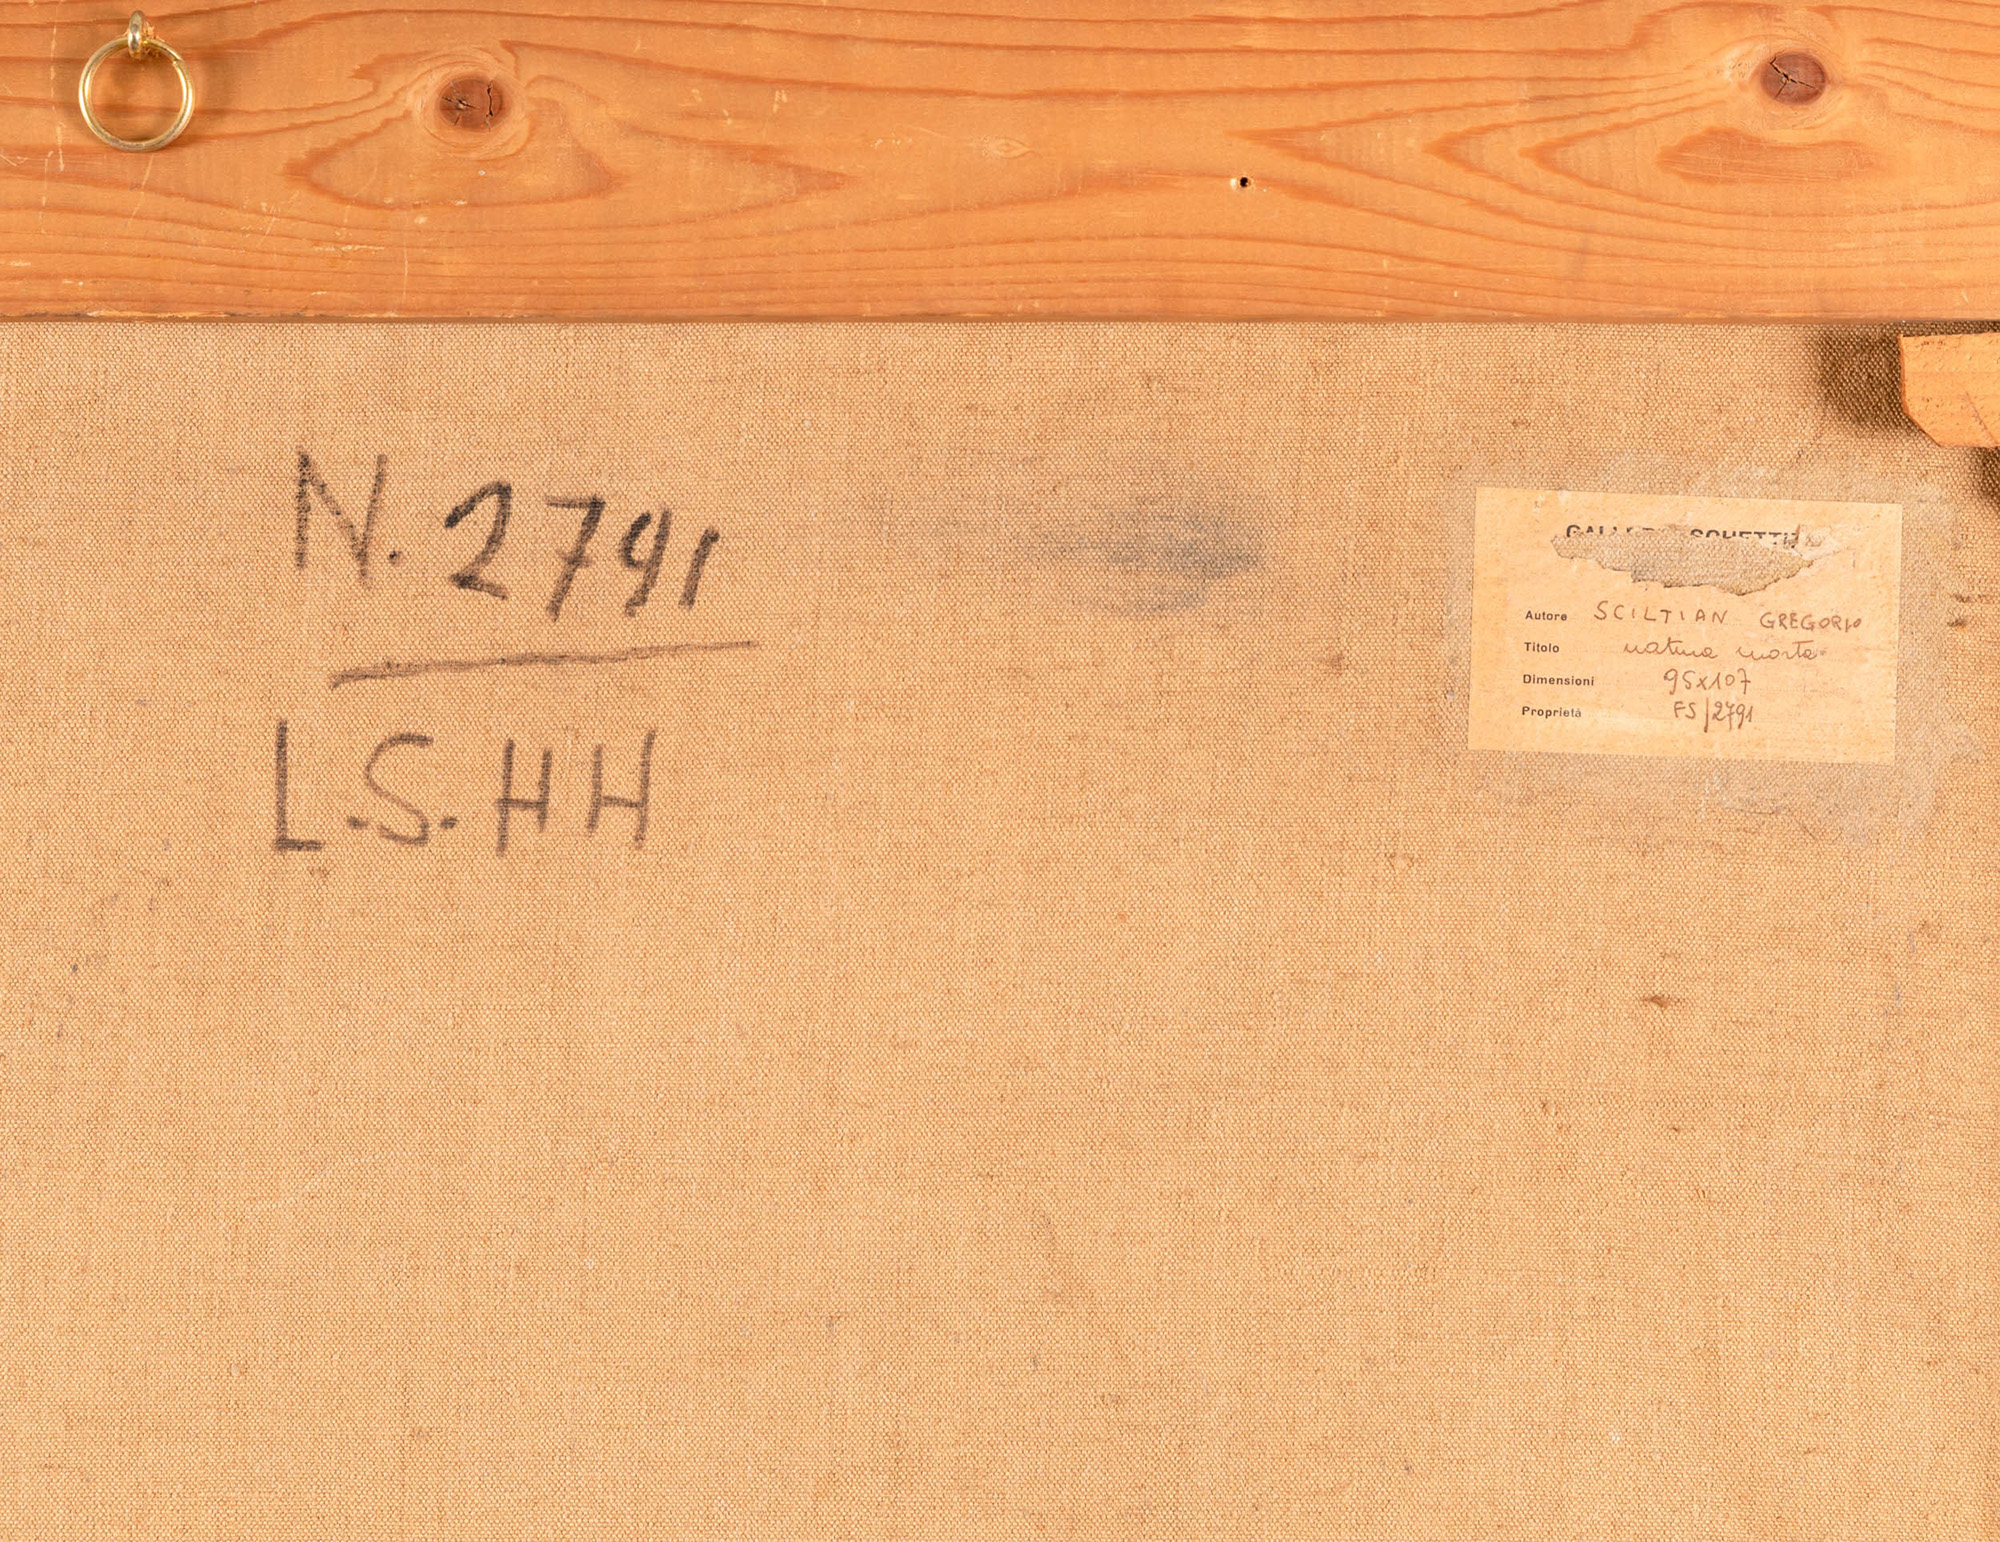 N. 2791
L.S.HH
Autore SCILTIAN GREGORIO
Titolo natura morta
Dimensioni 95x107
Proprietà FS/2791